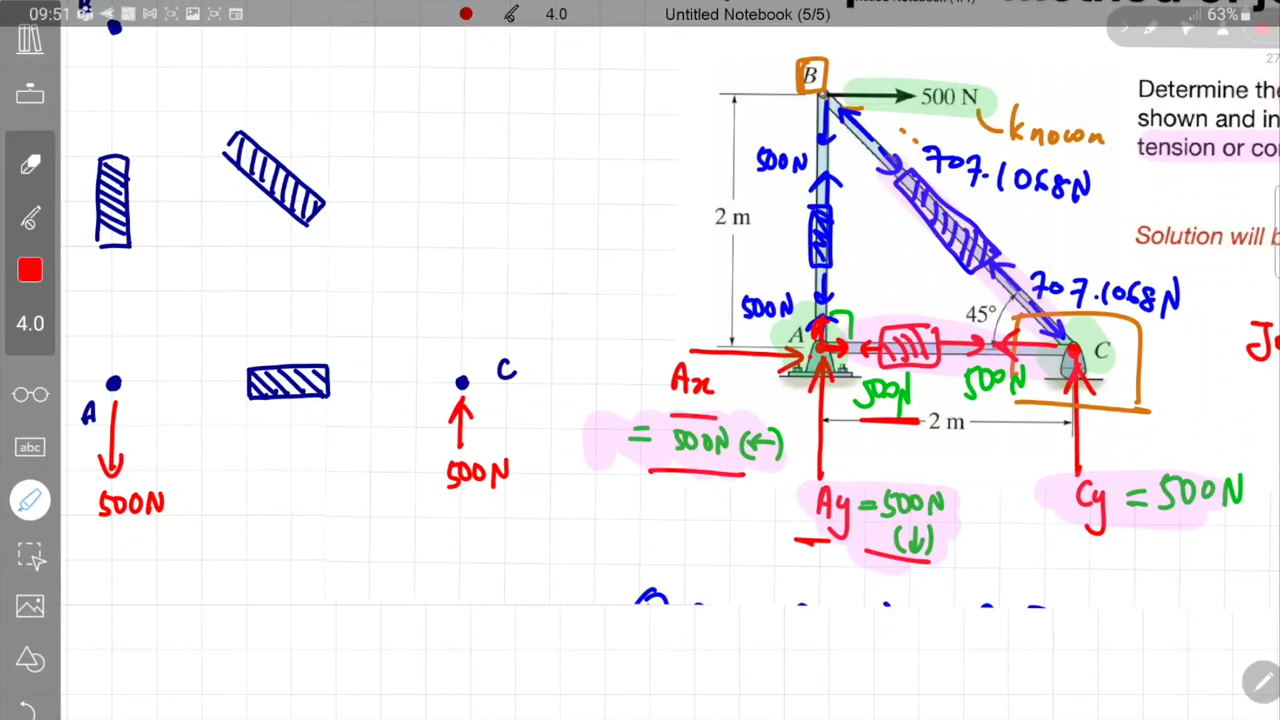 09:51
4.0
Untitled Notebook (5/5)
63%
27
B
B
500 N
known
Determine the
shown and in
tension or co
707.1068N
500N
2 m
Solution will b
4.0
707.1068N
500N
45°
A
C
Ax
500N
500N
= 500N (←)
2 m
A
C
abc
500N
500N
Ay = 500N
(↓)
Cy = 500N